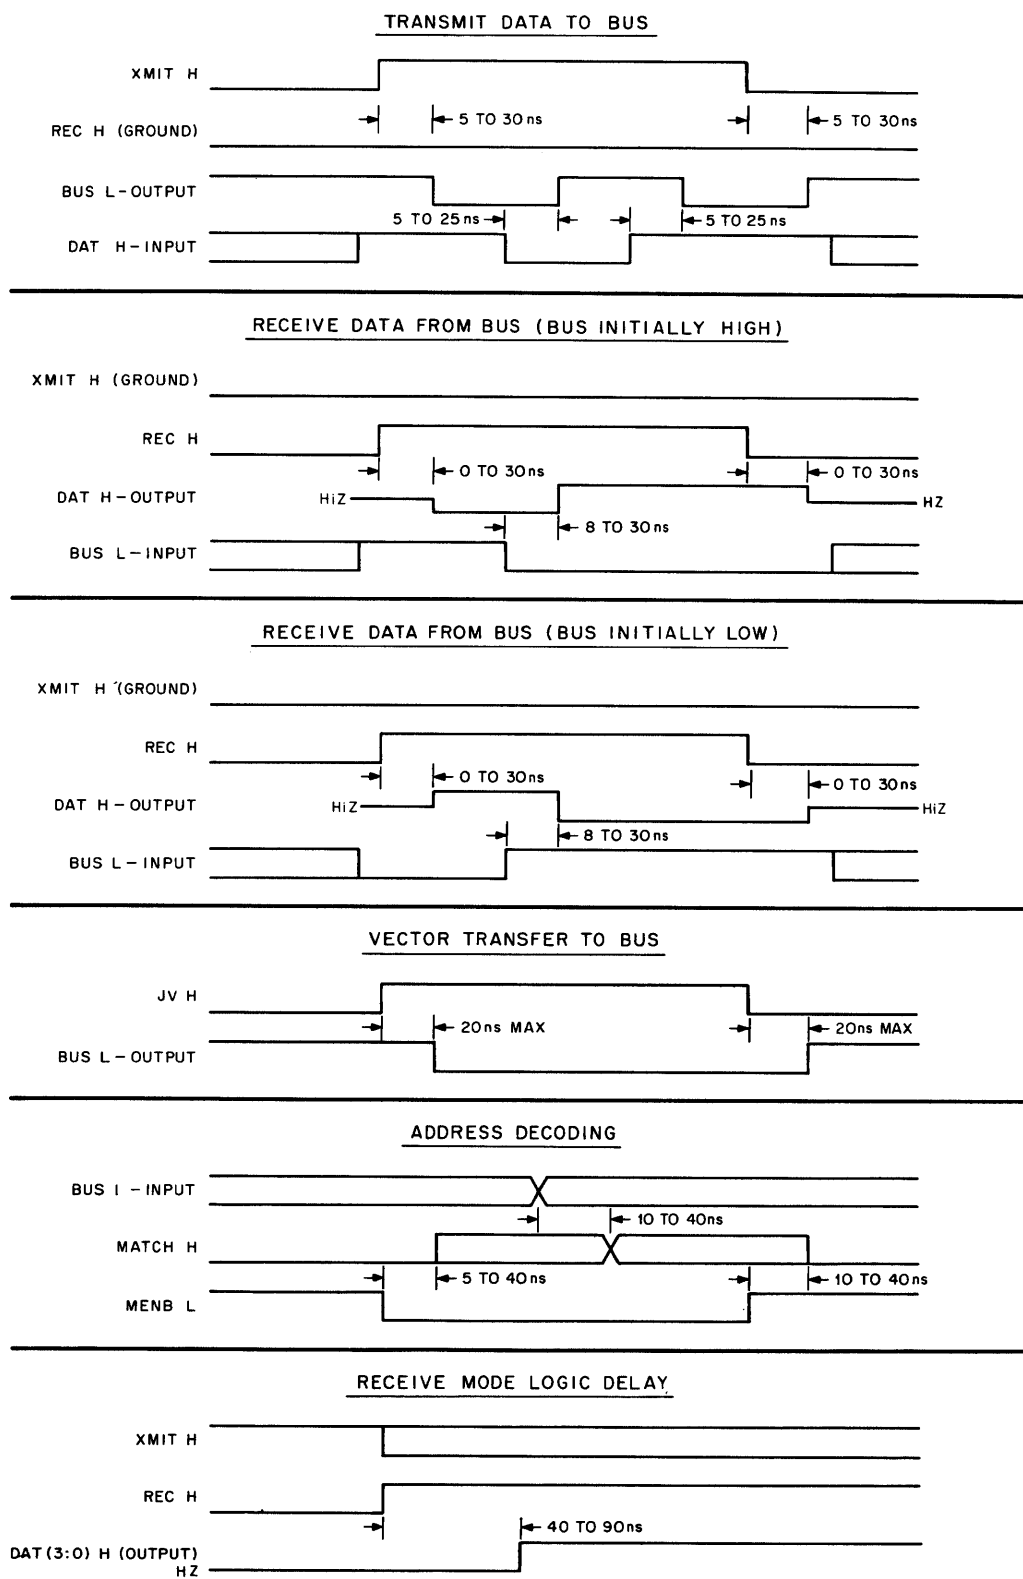 TRANSMIT DATA TO BUS
XMIT H
REC H (GROUND)
5 TO 30ns
5 TO 30ns
BUS L-OUTPUT
5 TO 25ns
5 TO 25ns
DAT H-INPUT
RECEIVE DATA FROM BUS (BUS INITIALLY HIGH)
XMIT H (GROUND)
REC H
0 TO 30ns
0 TO 30ns
DAT H-OUTPUT
HiZ
HZ
8 TO 30ns
BUS L-INPUT
RECEIVE DATA FROM BUS (BUS INITIALLY LOW)
XMIT H (GROUND)
REC H
0 TO 30ns
0 TO 30ns
DAT H-OUTPUT
HiZ
HiZ
8 TO 30ns
BUS L-INPUT
VECTOR TRANSFER TO BUS
JV H
20ns MAX
20ns MAX
BUS L-OUTPUT
ADDRESS DECODING
BUS I -INPUT
10 TO 40ns
MATCH H
5 TO 40ns
10 TO 40ns
MENB L
RECEIVE MODE LOGIC DELAY
XMIT H
REC H
40 TO 90ns
DAT (3:0) H (OUTPUT)
HZ